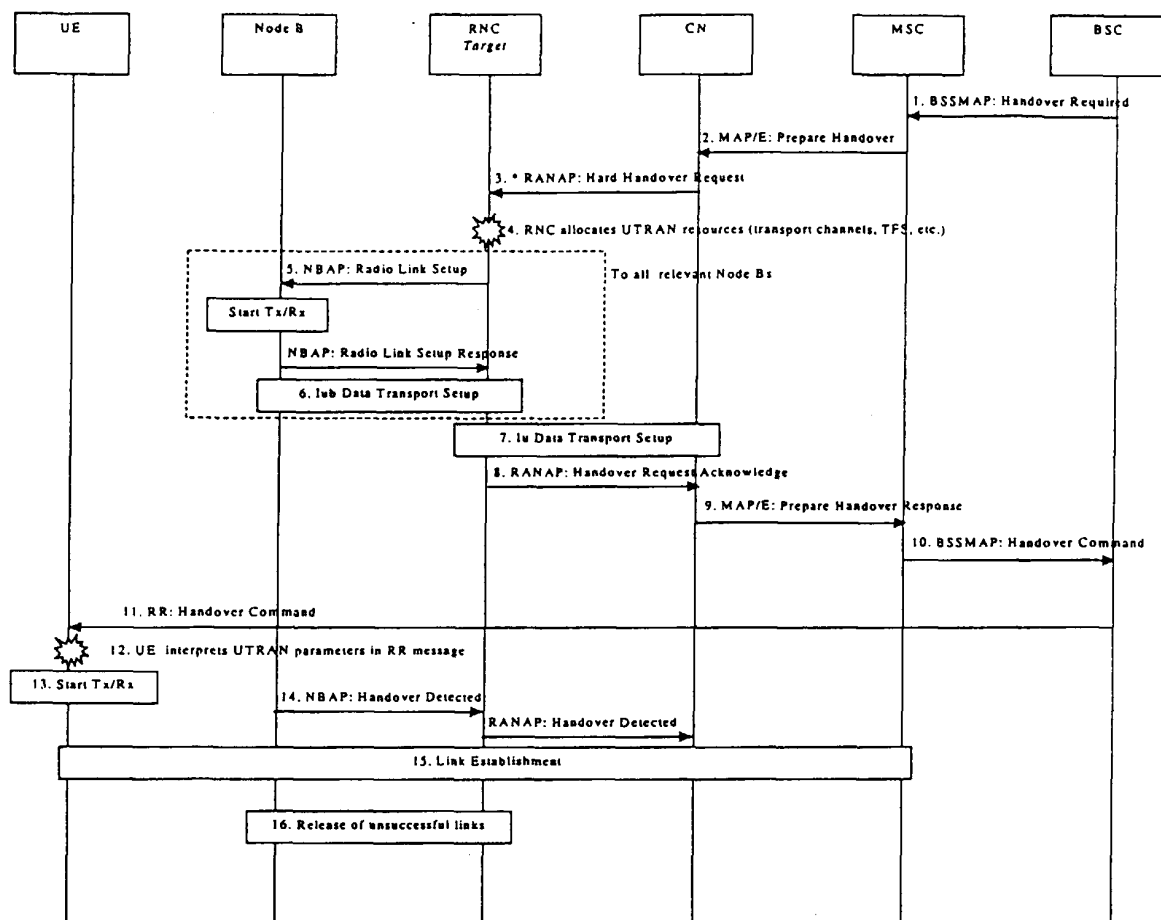 UE
Node B
RNC
Target
CN
MSC
BSC
1. BSSMAP: Handover Required
2. MAP/E: Prepare Handover
3. * RANAP: Hard Handover Request
4. RNC allocates UTRAN resources (transport channels, TFS, etc.)
5. NBAP: Radio Link Setup
To all relevant Node Bs
Start Tx/Rx
NBAP: Radio Link Setup Response
6. Iub Data Transport Setup
7. Iu Data Transport Setup
8. RANAP: Handover Request Acknowledge
9. MAP/E: Prepare Handover Response
10. BSSMAP: Handover Command
11. RR: Handover Command
12. UE interprets UTRAN parameters in RR message
13. Start Tx/Rx
14. NBAP: Handover Detected
RANAP: Handover Detected
15. Link Establishment
16. Release of unsuccessful links